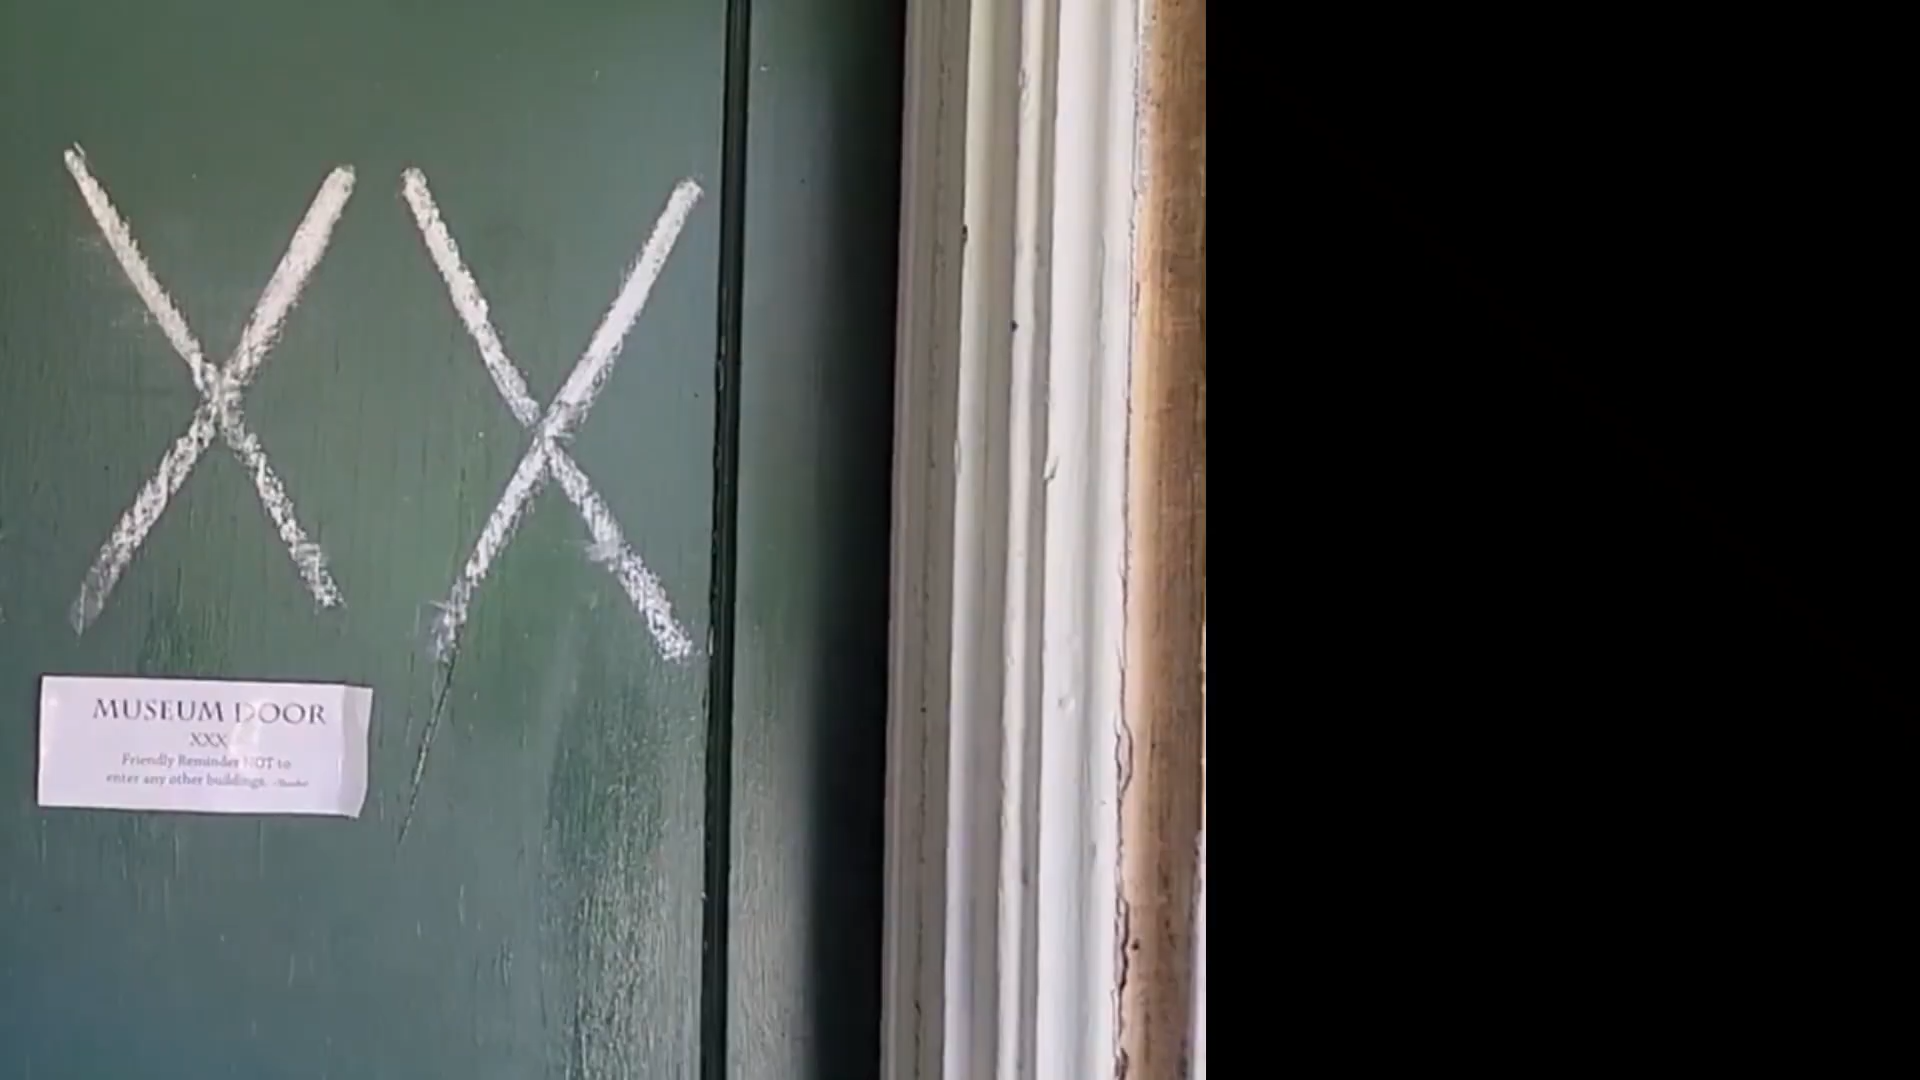 X X
MUSEUM DOOR
XXX
Friendly Reminder NOT to
enter any other buildings.